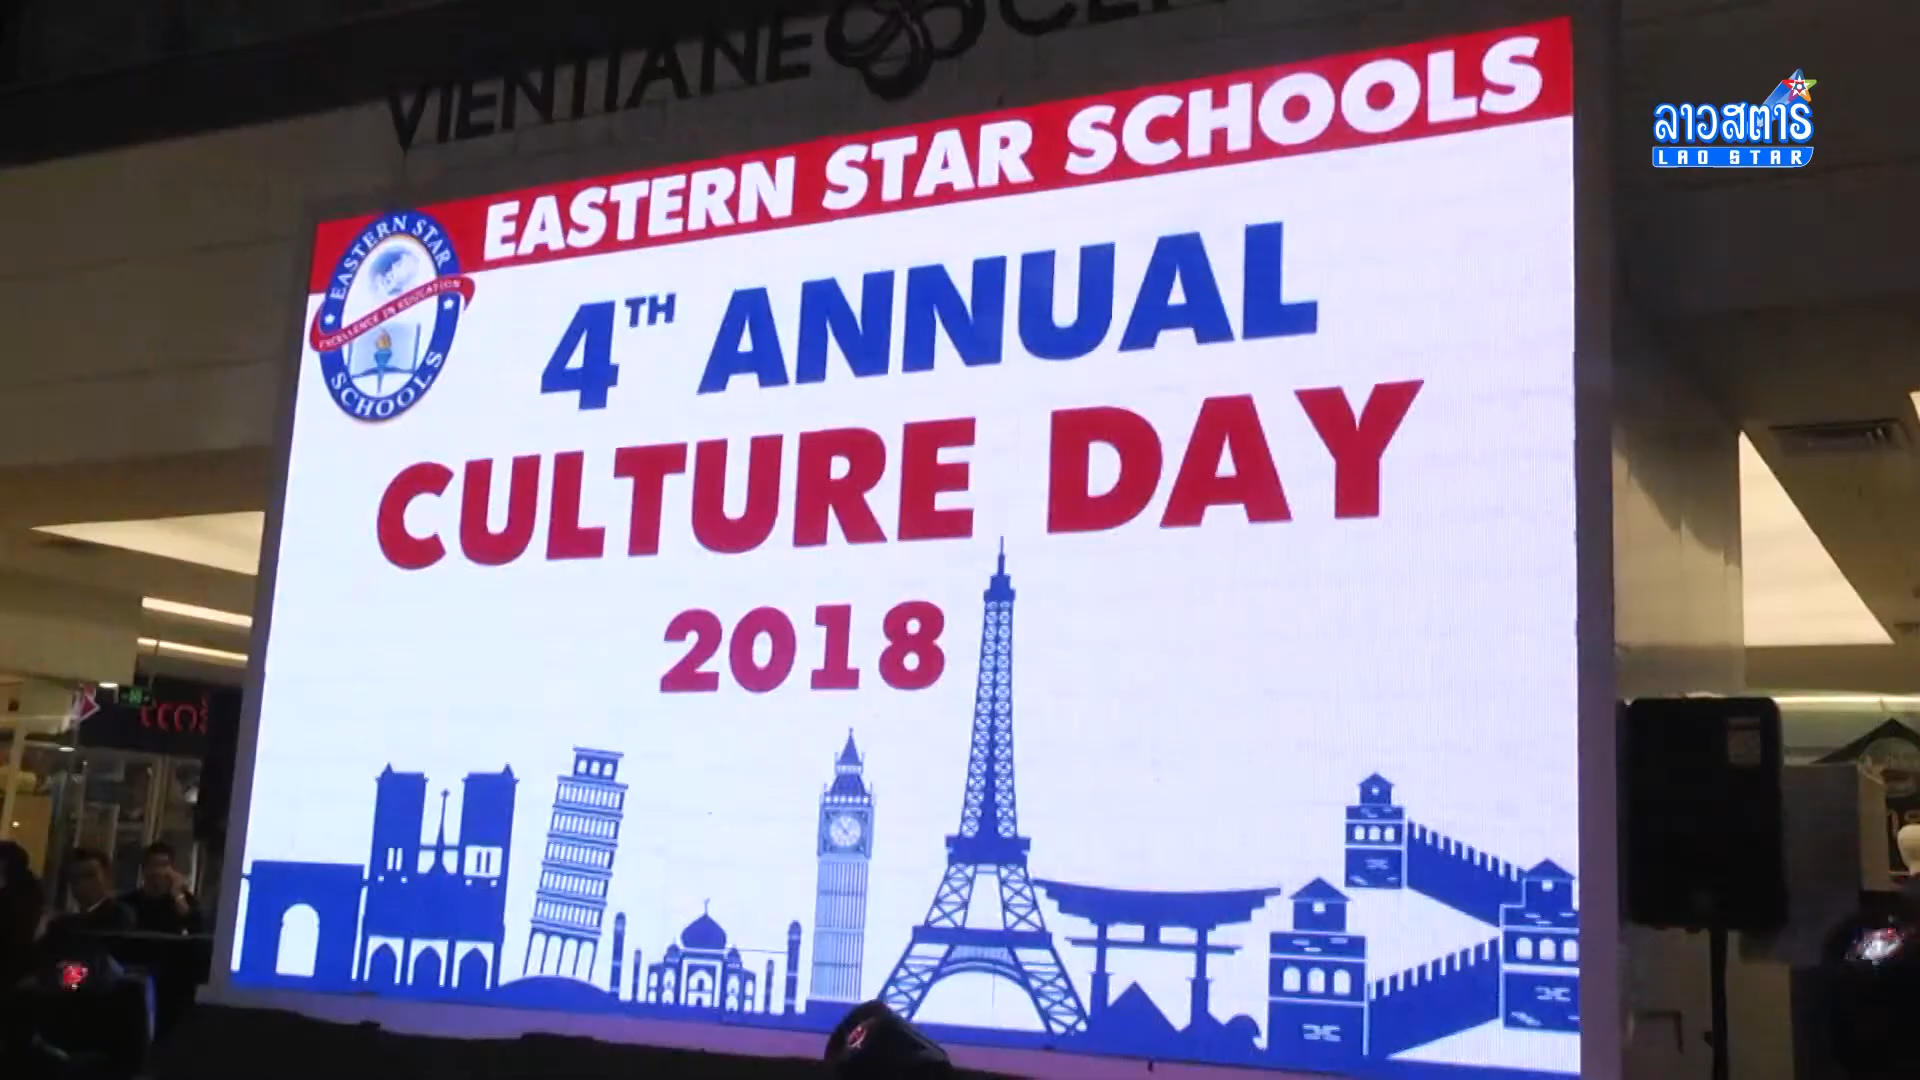 VIENTIANE
EASTERN STAR SCHOOLS
ລາວສຕາຣ໌
LAO STAR
EASTERN STAR
EXCELLENCE IN EDUCATION
SCHOOLS
4TH ANNUAL
CULTURE DAY
2018